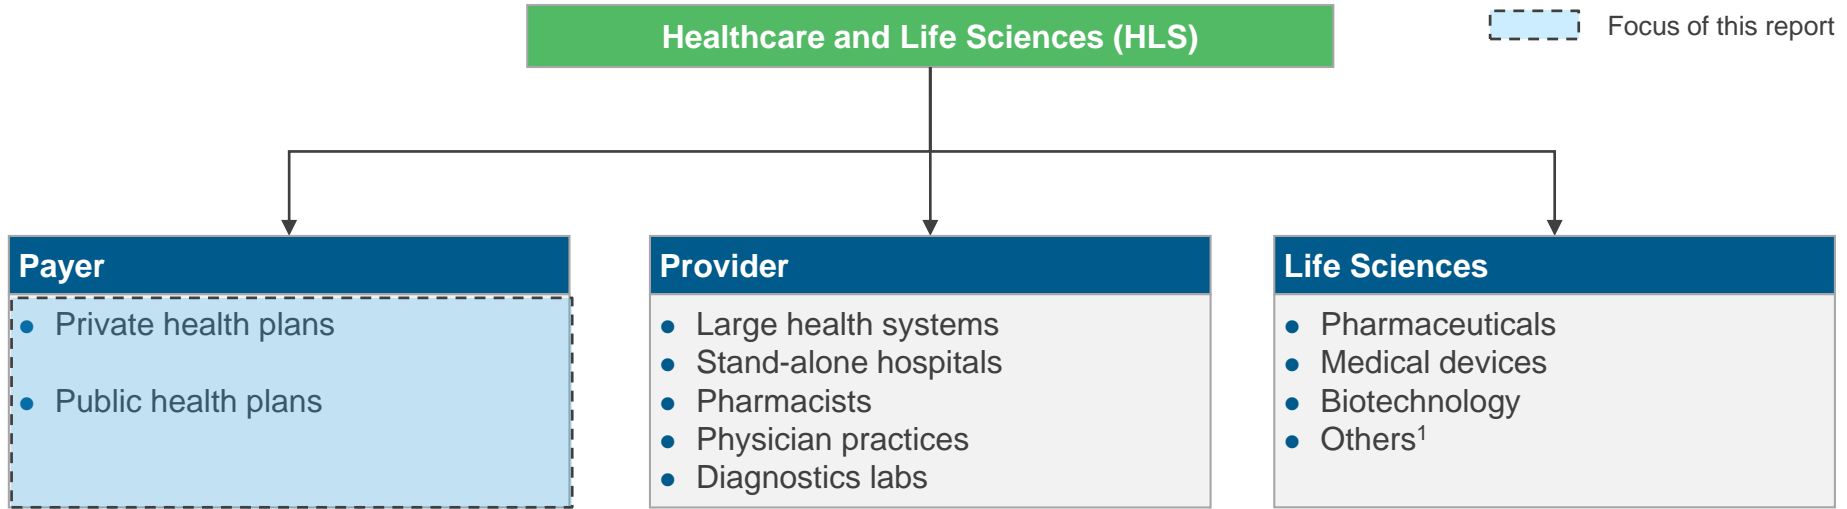 Healthcare and Life Sciences (HLS)
Focus of this report
Payer
● Private health plans
● Public health plans
Provider
● Large health systems
● Stand-alone hospitals
● Pharmacists
● Physician practices
● Diagnostics labs
Life Sciences
● Pharmaceuticals
● Medical devices
● Biotechnology
● Others¹